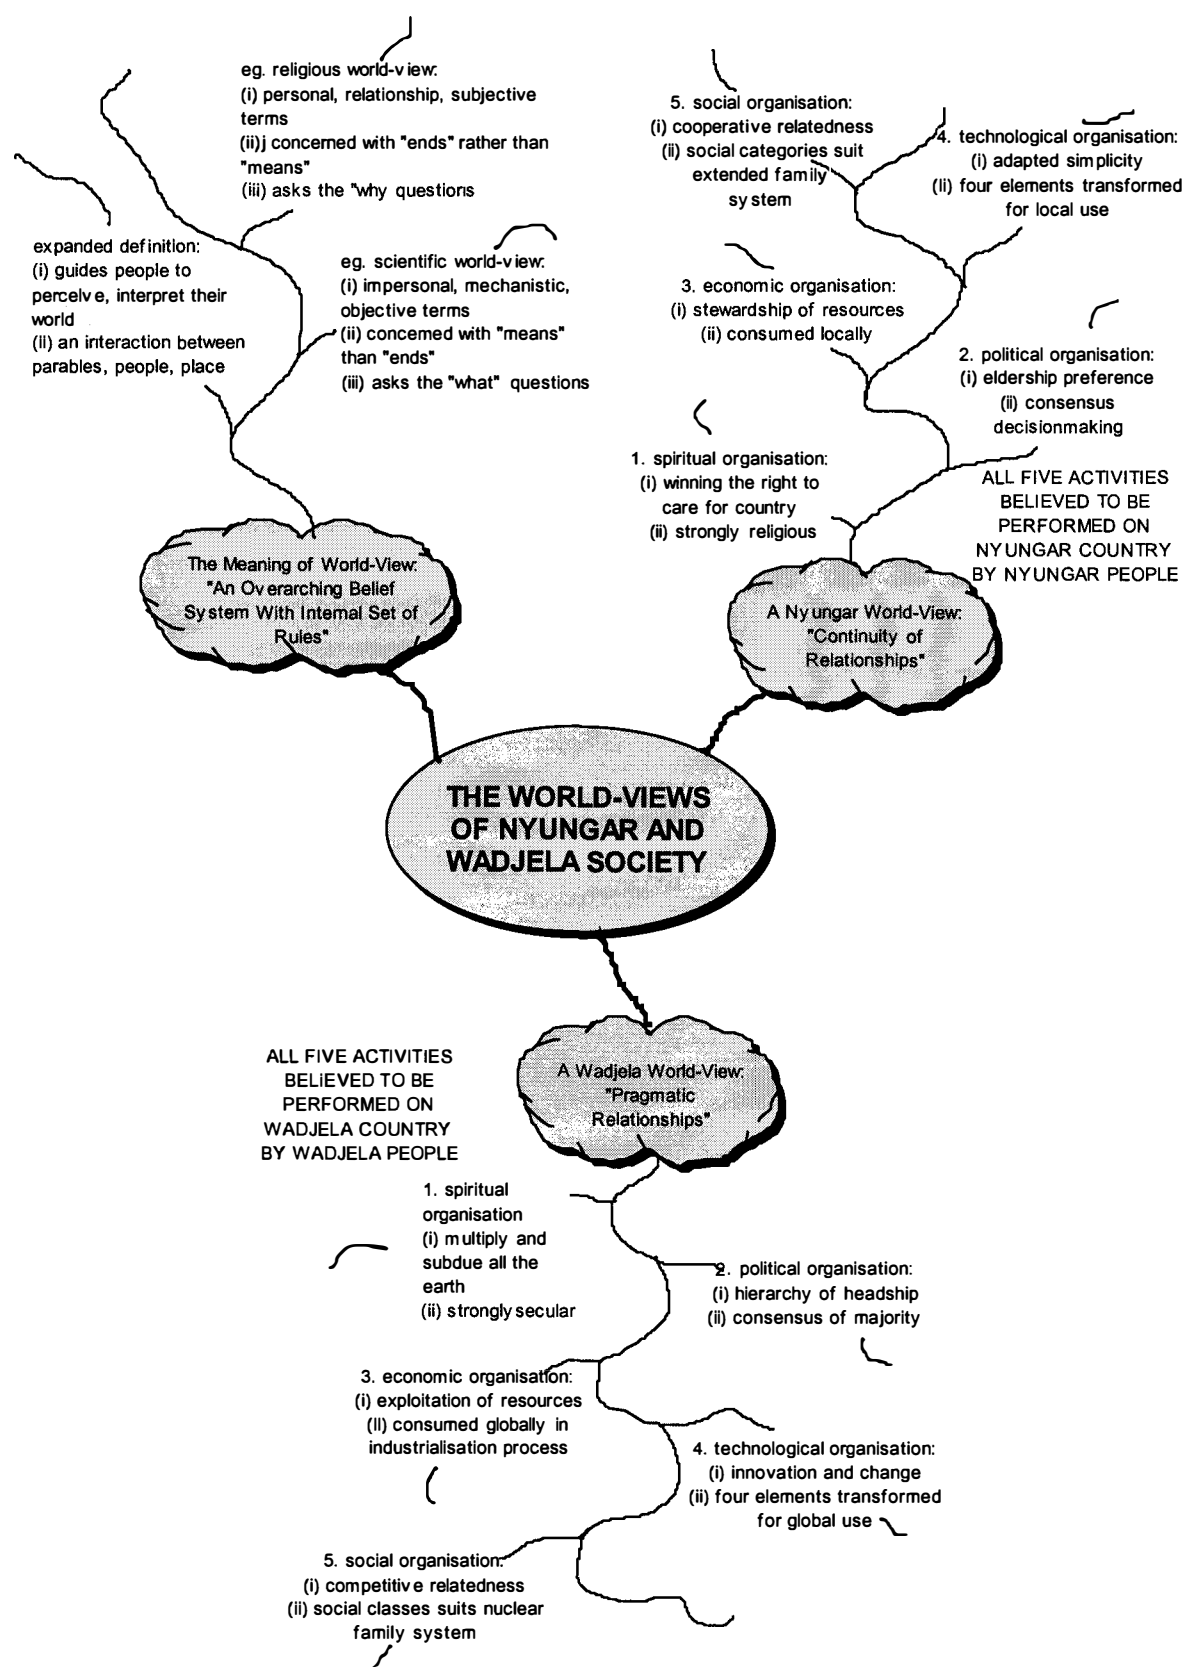 eg. religious world-view:
(i) personal, relationship, subjective
terms
(ii)j concerned with "ends" rather than
"means"
(iii) asks the "why questions
expanded definition:
(i) guides people to
perceive, interpret their
world
(ii) an interaction between
parables, people, place
eg. scientific world-view:
(i) impersonal, mechanistic,
objective terms
(ii) concerned with "means"
than "ends"
(iii) asks the "what" questions
The Meaning of World-View:
"An Overarching Belief
System With Internal Set of
Rules"
5. social organisation:
(i) cooperative relatedness
(ii) social categories suit
extended family
system
4. technological organisation:
(i) adapted simplicity
(ii) four elements transformed
for local use
3. economic organisation:
(i) stewardship of resources
(ii) consumed locally
2. political organisation:
(i) eldership preference
(ii) consensus
decisionmaking
1. spiritual organisation:
(i) winning the right to
care for country
(ii) strongly religious
ALL FIVE ACTIVITIES
BELIEVED TO BE
PERFORMED ON
NYUNGAR COUNTRY
BY NYUNGAR PEOPLE
A Nyungar World-View:
"Continuity of
Relationships"
THE WORLD-VIEWS
OF NYUNGAR AND
WADJELA SOCIETY
ALL FIVE ACTIVITIES
BELIEVED TO BE
PERFORMED ON
WADJELA COUNTRY
BY WADJELA PEOPLE
A Wadjela World-View:
"Pragmatic
Relationships"
1. spiritual
organisation
(i) multiply and
subdue all the
earth
(ii) strongly secular
2. political organisation:
(i) hierarchy of headship
(ii) consensus of majority
3. economic organisation:
(i) exploitation of resources
(II) consumed globally in
industrialisation process
4. technological organisation:
(i) innovation and change
(ii) four elements transformed
for global use
5. social organisation:
(i) competitive relatedness
(ii) social classes suits nuclear
family system